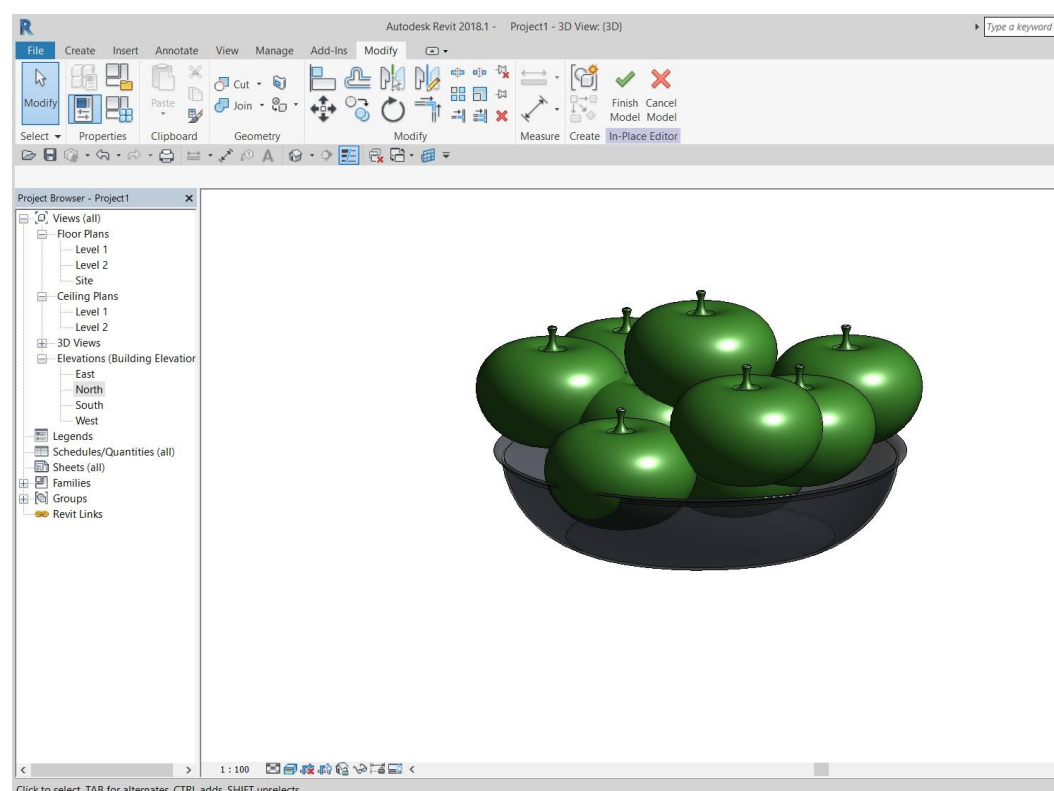 Autodesk Revit 2018.1 - Project1 - 3D View: {3D}
Type a keyword
File Create Insert Annotate View Manage Add-Ins Modify
Modify Paste Cut Join Finish Model Cancel Model
Select Properties Clipboard Geometry Modify Measure Create In-Place Editor
Project Browser - Project1
Views (all)
Floor Plans
Level 1
Level 2
Site
Ceiling Plans
Level 1
Level 2
3D Views
Elevations (Building Elevation
East
North
South
West
Legends
Schedules/Quantities (all)
Sheets (all)
Families
Groups
Revit Links
1 : 100
Click to select, TAB for alternates, CTRL adds, SHIFT unselects.